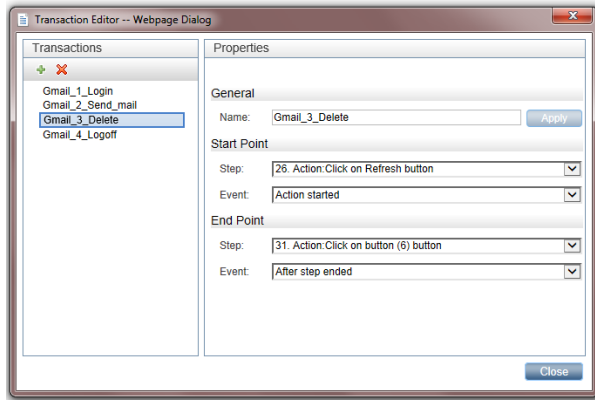 Transaction Editor -- Webpage Dialog
Transactions
Gmail_1_Login
Gmail_2_Send_mail
Gmail_3_Delete
Gmail_4_Logoff
Properties
General
Name: Gmail_3_Delete Apply
Start Point
Step: 26. Action:Click on Refresh button
Event: Action started
End Point
Step: 31. Action:Click on button (6) button
Event: After step ended
Close